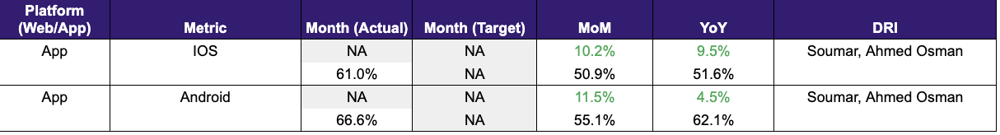 Platform (Web/App) Metric Month (Actual) Month (Target) MoM YoY DRI
App IOS NA NA 10.2% 9.5% Soumar, Ahmed Osman
61.0% NA 50.9% 51.6%
App Android NA NA 11.5% 4.5% Soumar, Ahmed Osman
66.6% NA 55.1% 62.1%